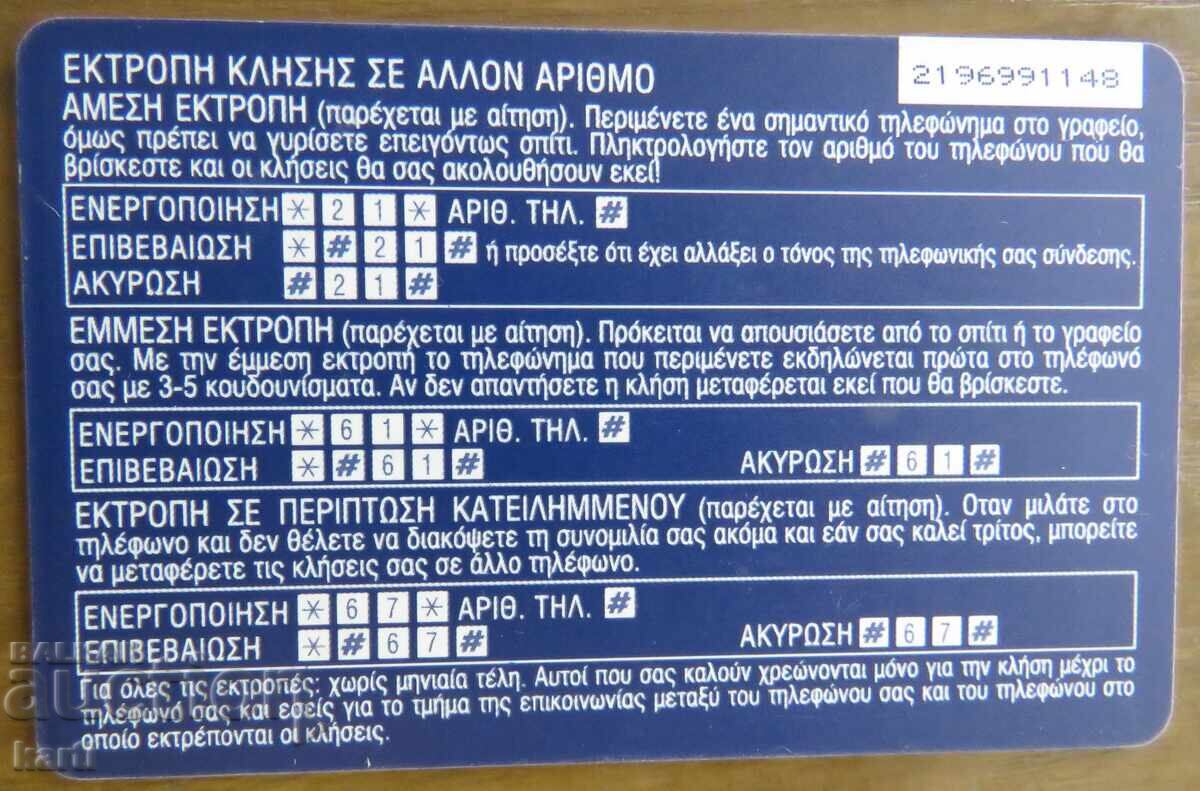 2196991148
ΕΚΤΡΟΠΗ ΚΛΗΣΗΣ ΣΕ ΑΛΛΟΝ ΑΡΙΘΜΟ
ΑΜΕΣΗ ΕΚΤΡΟΠΗ (παρέχεται με αίτηση). Περιμένετε ένα σημαντικό τηλεφώνημα στο γραφείο,
όμως πρέπει να γυρίσετε επειγόντως σπίτι. Πληκτρολογήστε τον αριθμό του τηλεφώνου που θα
βρίσκεστε και οι κλήσεις θα σας ακολουθήσουν εκεί!
ΕΝΕΡΓΟΠΟΙΗΣΗ * 2 1 * ΑΡΙΘ. ΤΗΛ. #
ΕΠΙΒΕΒΑΙΩΣΗ * # 2 1 # ή προσέξτε ότι έχει αλλάξει ο τόνος της τηλεφωνικής σας σύνδεσης.
ΑΚΥΡΩΣΗ # 2 1 #
ΕΜΜΕΣΗ ΕΚΤΡΟΠΗ (παρέχεται με αίτηση). Πρόκειται να απουσιάσετε από το σπίτι ή το γραφείο
σας. Με την έμμεση εκτροπή το τηλεφώνημα που περιμένετε εκδηλώνεται πρώτα στο τηλέφωνό
σας με 3-5 κουδουνίσματα. Αν δεν απαντήσετε η κλήση μεταφέρεται εκεί που θα βρίσκεστε.
ΕΝΕΡΓΟΠΟΙΗΣΗ * 6 1 * ΑΡΙΘ. ΤΗΛ. #
ΕΠΙΒΕΒΑΙΩΣΗ * # 6 1 # ΑΚΥΡΩΣΗ # 6 1 #
ΕΚΤΡΟΠΗ ΣΕ ΠΕΡΙΠΤΩΣΗ ΚΑΤΕΙΛΗΜΜΕΝΟΥ (παρέχεται με αίτηση). Οταν μιλάτε στο
τηλέφωνο και δεν θέλετε να διακόψετε τη συνομιλία σας ακόμα και εάν σας καλεί τρίτος, μπορείτε
να μεταφέρετε τις κλήσεις σας σε άλλο τηλέφωνο.
ΕΝΕΡΓΟΠΟΙΗΣΗ * 6 7 * ΑΡΙΘ. ΤΗΛ. #
ΕΠΙΒΕΒΑΙΩΣΗ * # 6 7 # ΑΚΥΡΩΣΗ # 6 7 #
Για όλες τις εκτροπές: χωρίς μηνιαία τέλη. Αυτοί που σας καλούν χρεώνονται μόνο για την κλήση μέχρι το
τηλέφωνό σας και εσείς για το τμήμα της επικοινωνίας μεταξύ του τηλεφώνου σας και του τηλεφώνου στο
οποίο εκτρέπονται οι κλήσεις.
karti